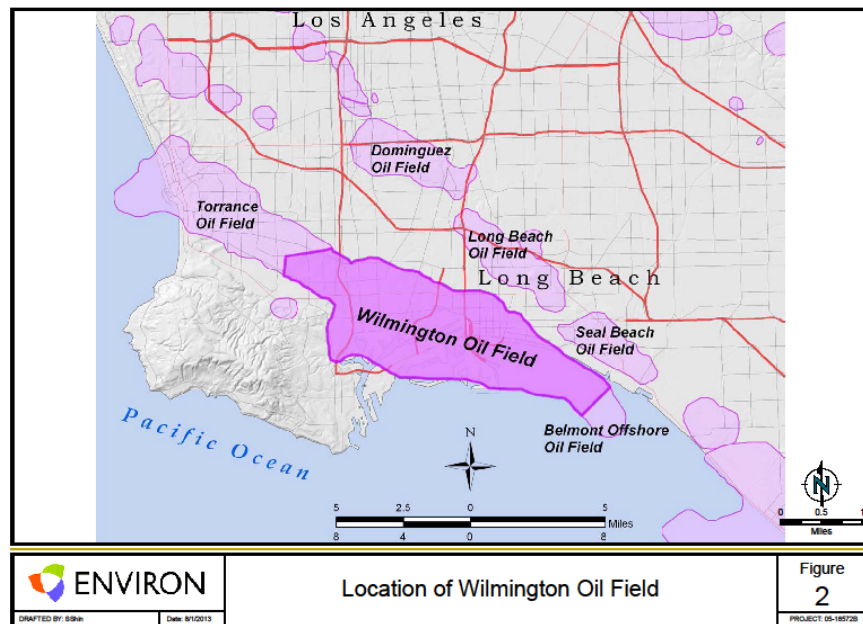 Los Angeles
Dominguez
Oil Field
Torrance
Oil Field
Long Beach
Oil Field
Long Beach
Wilmington Oil Field
Seal Beach
Oil Field
Belmont Offshore
Oil Field
Pacific Ocean
N
5 2.5 0 5
Miles
8 4 0 8
N
0 0.5 1
Miles
ENVIRON
DRAFTED BY: SShin
Date: 8/1/2013
Location of Wilmington Oil Field
Figure
2
PROJECT: 05-18572B